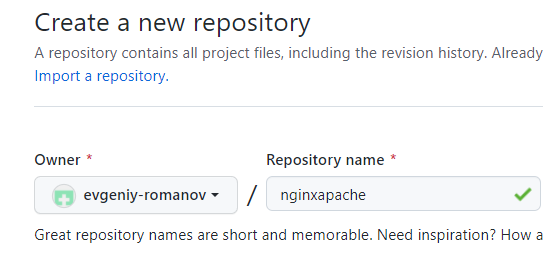 Create a new repository
A repository contains all project files, including the revision history. Already
Import a repository.
Owner * Repository name *
evgeniy-romanov / nginxapache
Great repository names are short and memorable. Need inspiration? How a